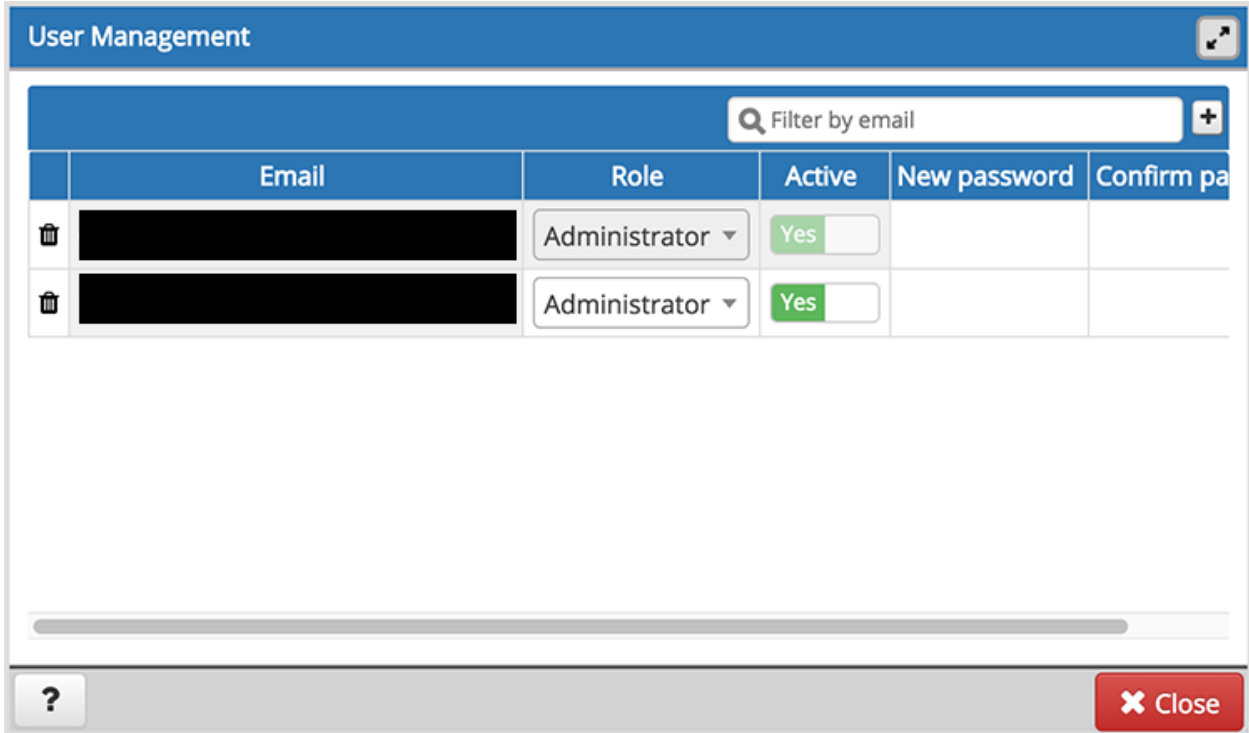 User Management
Filter by email
Email Role Active New password Confirm pa
Administrator Yes
Administrator Yes
? Close